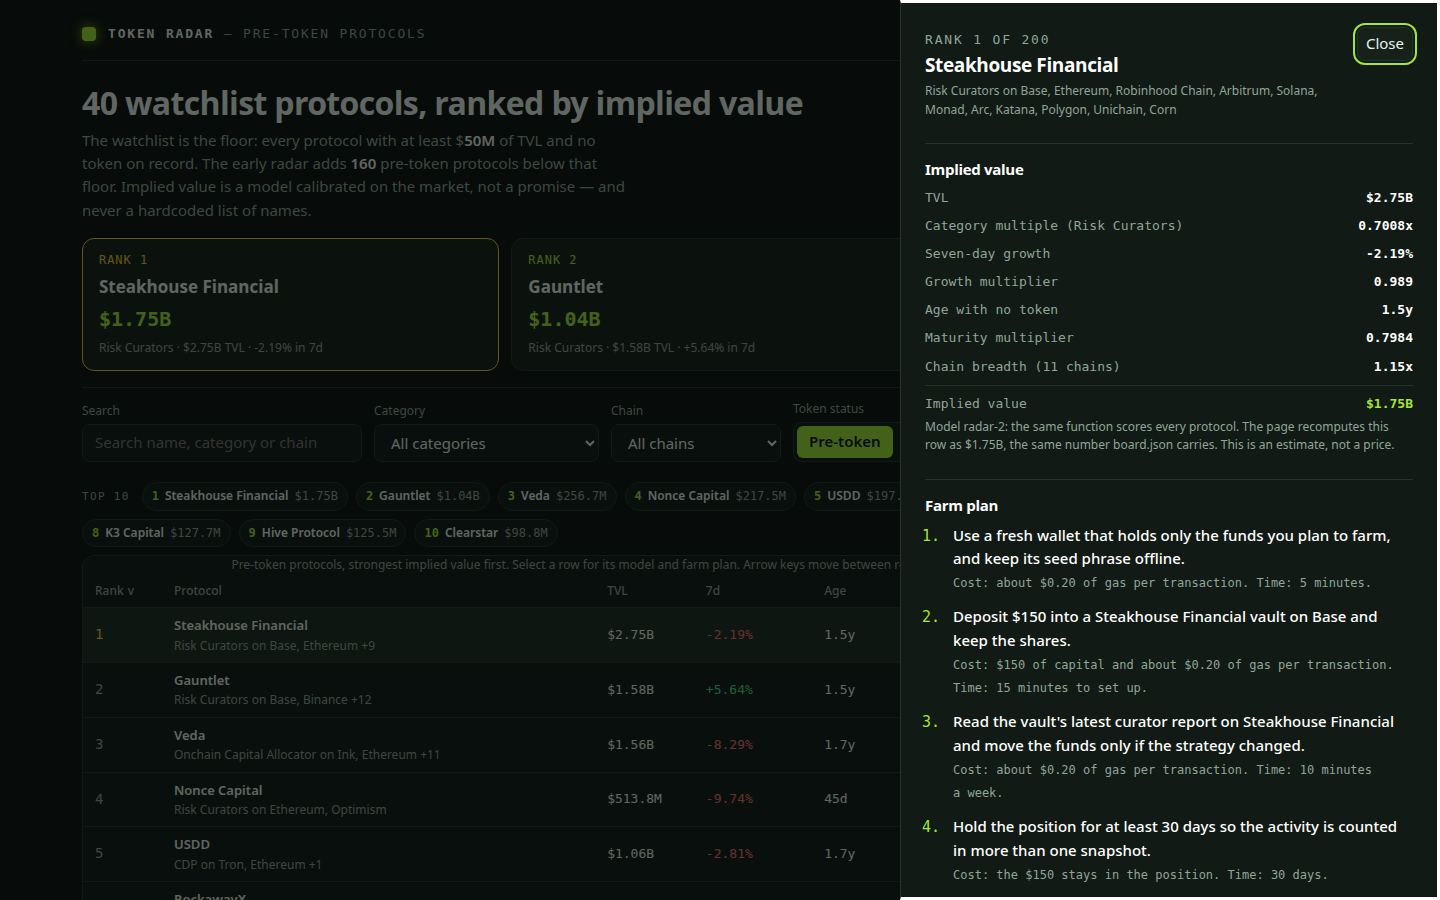 TOKEN RADAR — PRE-TOKEN PROTOCOLS
40 watchlist protocols, ranked by implied value
The watchlist is the floor: every protocol with at least $50M of TVL and no
token on record. The early radar adds 160 pre-token protocols below that
floor. Implied value is a model calibrated on the market, not a promise — and
never a hardcoded list of names.
RANK 1
Steakhouse Financial
$1.75B
Risk Curators · $2.75B TVL · -2.19% in 7d
RANK 2
Gauntlet
$1.04B
Risk Curators · $1.58B TVL · +5.64% in 7d
Search
Search name, category or chain
Category
All categories
Chain
All chains
Token status
Pre-token
TOP 10
1 Steakhouse Financial $1.75B
2 Gauntlet $1.04B
3 Veda $256.7M
4 Nonce Capital $217.5M
5 USDD $197.
8 K3 Capital $127.7M
9 Hive Protocol $125.5M
10 Clearstar $98.8M
Pre-token protocols, strongest implied value first. Select a row for its model and farm plan. Arrow keys move between
Rank v Protocol TVL 7d Age
1 Steakhouse Financial $2.75B -2.19% 1.5y
Risk Curators on Base, Ethereum +9
2 Gauntlet $1.58B +5.64% 1.5y
Risk Curators on Base, Binance +12
3 Veda $1.56B -8.29% 1.7y
Onchain Capital Allocator on Ink, Ethereum +11
4 Nonce Capital $513.8M -9.74% 45d
Risk Curators on Ethereum, Optimism
5 USDD $1.06B -2.81% 1.7y
CDP on Tron, Ethereum +1
RockawayX
RANK 1 OF 200
Steakhouse Financial
Risk Curators on Base, Ethereum, Robinhood Chain, Arbitrum, Solana,
Monad, Arc, Katana, Polygon, Unichain, Corn
Close
Implied value
TVL $2.75B
Category multiple (Risk Curators) 0.7008x
Seven-day growth -2.19%
Growth multiplier 0.989
Age with no token 1.5y
Maturity multiplier 0.7984
Chain breadth (11 chains) 1.15x
Implied value $1.75B
Model radar-2: the same function scores every protocol. The page recomputes this
row as $1.75B, the same number board.json carries. This is an estimate, not a price.
Farm plan
1. Use a fresh wallet that holds only the funds you plan to farm,
and keep its seed phrase offline.
Cost: about $0.20 of gas per transaction. Time: 5 minutes.
2. Deposit $150 into a Steakhouse Financial vault on Base and
keep the shares.
Cost: $150 of capital and about $0.20 of gas per transaction.
Time: 15 minutes to set up.
3. Read the vault's latest curator report on Steakhouse Financial
and move the funds only if the strategy changed.
Cost: about $0.20 of gas per transaction. Time: 10 minutes
a week.
4. Hold the position for at least 30 days so the activity is counted
in more than one snapshot.
Cost: the $150 stays in the position. Time: 30 days.